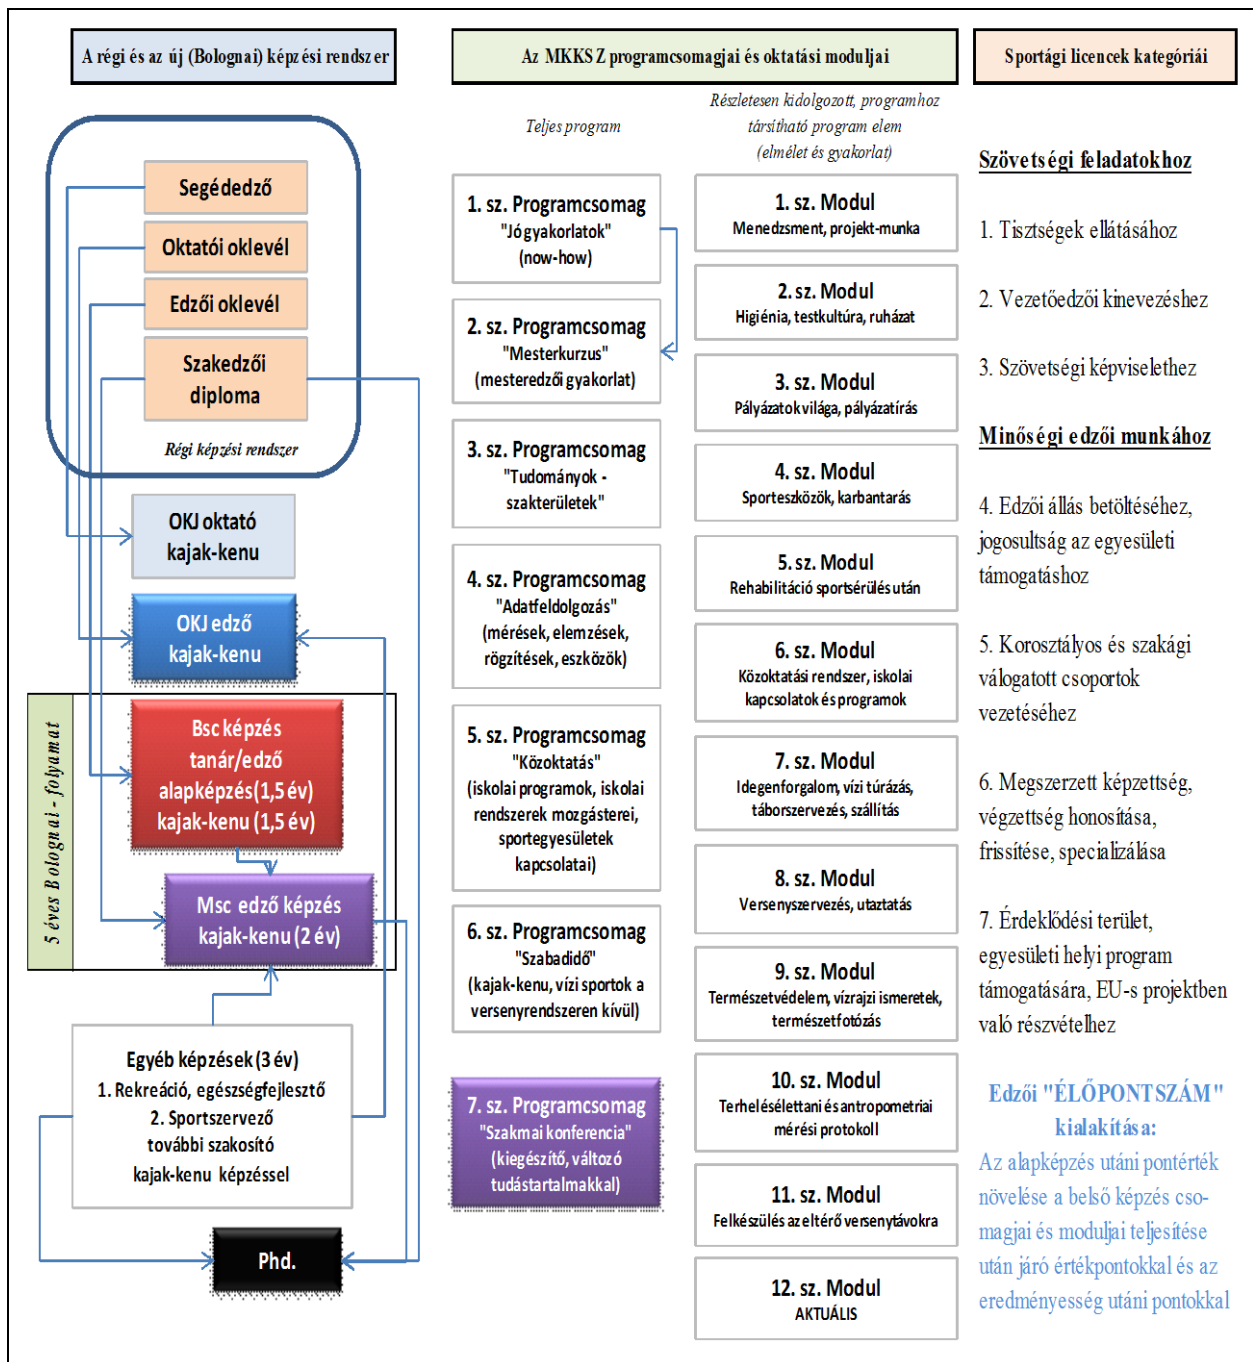 A régi és az új (Bolognai) képzési rendszer
Segédedző
Oktatói oklevél
Edzői oklevél
Szakedzői
diploma
Régi képzési rendszer
OKJ oktató
kajak-kenu
OKJ edző
kajak-kenu
5 éves Bolognai - folyamat
Bsc képzés
tanár/edző
alapképzés(1,5 év)
kajak-kenu (1,5 év)
Msc edző képzés
kajak-kenu (2 év)
Egyéb képzések (3 év)
1. Rekreáció, egészségfejlesztő
2. Sportszervező
további szakosító
kajak-kenu képzéssel
Phd.
Az MKKSZ programcsomagjai és oktatási moduljai
Teljes program
1. sz. Programcsomag
"Jó gyakorlatok"
(now-how)
2. sz. Programcsomag
"Mesterkurzus"
(mesteredzői gyakorlat)
3. sz. Programcsomag
"Tudományok -
szakterületek"
4. sz. Programcsomag
"Adatfeldolgozás"
(mérések, elemzések,
rögzítések, eszközök)
5. sz. Programcsomag
"Közoktatás"
(iskolai programok, iskolai
rendszerek mozgásterei,
sportegyesületek
kapcsolatai)
6. sz. Programcsomag
"Szabadidő"
(kajak-kenu, vízi sportok a
versenyrendszeren kívül)
7. sz. Programcsomag
"Szakmai konferencia"
(kiegészítő, változó
tudástartalmakkal)
Részletesen kidolgozott, programhoz
társítható program elem
(elmélet és gyakorlat)
1. sz. Modul
Menedzsment, projekt-munka
2. sz. Modul
Higiénia, testkultúra, ruházat
3. sz. Modul
Pályázatok világa, pályázatírás
4. sz. Modul
Sporteszközök, karbantarás
5. sz. Modul
Rehabilitáció sportsérülés után
6. sz. Modul
Közoktatási rendszer, iskolai
kapcsolatok és programok
7. sz. Modul
Idegenforgalom, vízi túrázás,
táborszervezés, szállítás
8. sz. Modul
Versenyszervezés, utaztatás
9. sz. Modul
Természetvédelem, vízrajzi ismeretek,
természetfotózás
10. sz. Modul
Terhelésélettani és antropometriai
mérési protokoll
11. sz. Modul
Felkészülés az eltérő versenytávokra
12. sz. Modul
AKTUÁLIS
Sportági licencek kategóriái
Szövetségi feladatokhoz
1. Tisztségek ellátásához
2. Vezetőedzői kinevezéshez
3. Szövetségi képviselethez
Minőségi edzői munkához
4. Edzői állás betöltéséhez,
jogosultság az egyesületi
támogatáshoz
5. Korosztályos és szakági
válogatott csoportok
vezetéséhez
6. Megszerzett képzettség,
végzettség honosítása,
frissítése, specializálása
7. Érdeklődési terület,
egyesületi helyi program
támogatására, EU-s projektben
való részvételhez
Edzői "ÉLŐPONTSZÁM"
kialakítása:
Az alapképzés utáni pontérték
növelése a belső képzés cso-
magjai és moduljai teljesítése
után járó értékpontokkal és az
eredményesség utáni pontokkal